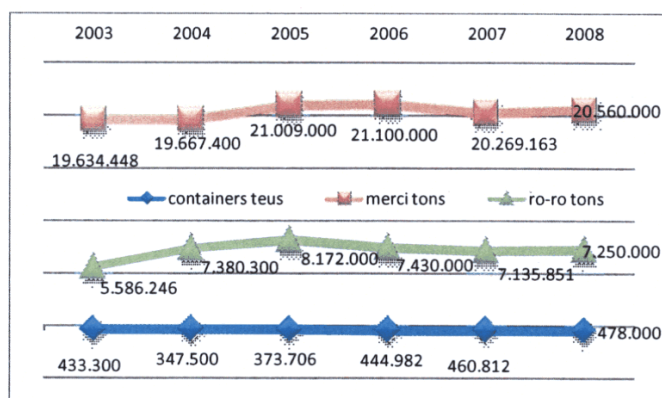 2003 2004 2005 2006 2007 2008
20.560.000
19.634.448 19.667.400 21.009.000 21.100.000 20.269.163
containers teus merci tons ro-ro tons
5.586.246 7.380.300 8.172.000 7.430.000 7.135.851 7.250.000
478.000
433.300 347.500 373.706 444.982 460.812